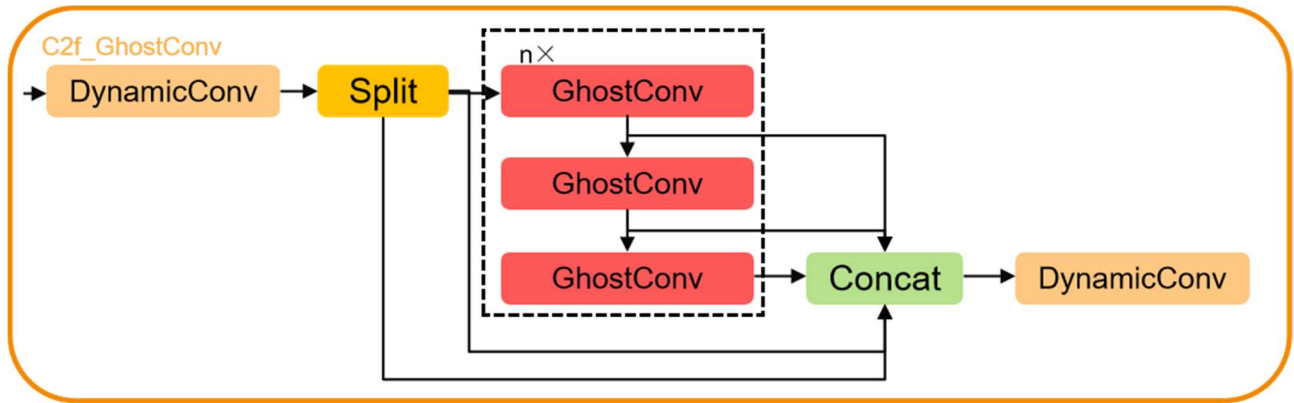 C2f_GhostConv
DynamicConv
Split
n×
GhostConv
GhostConv
GhostConv
Concat
DynamicConv